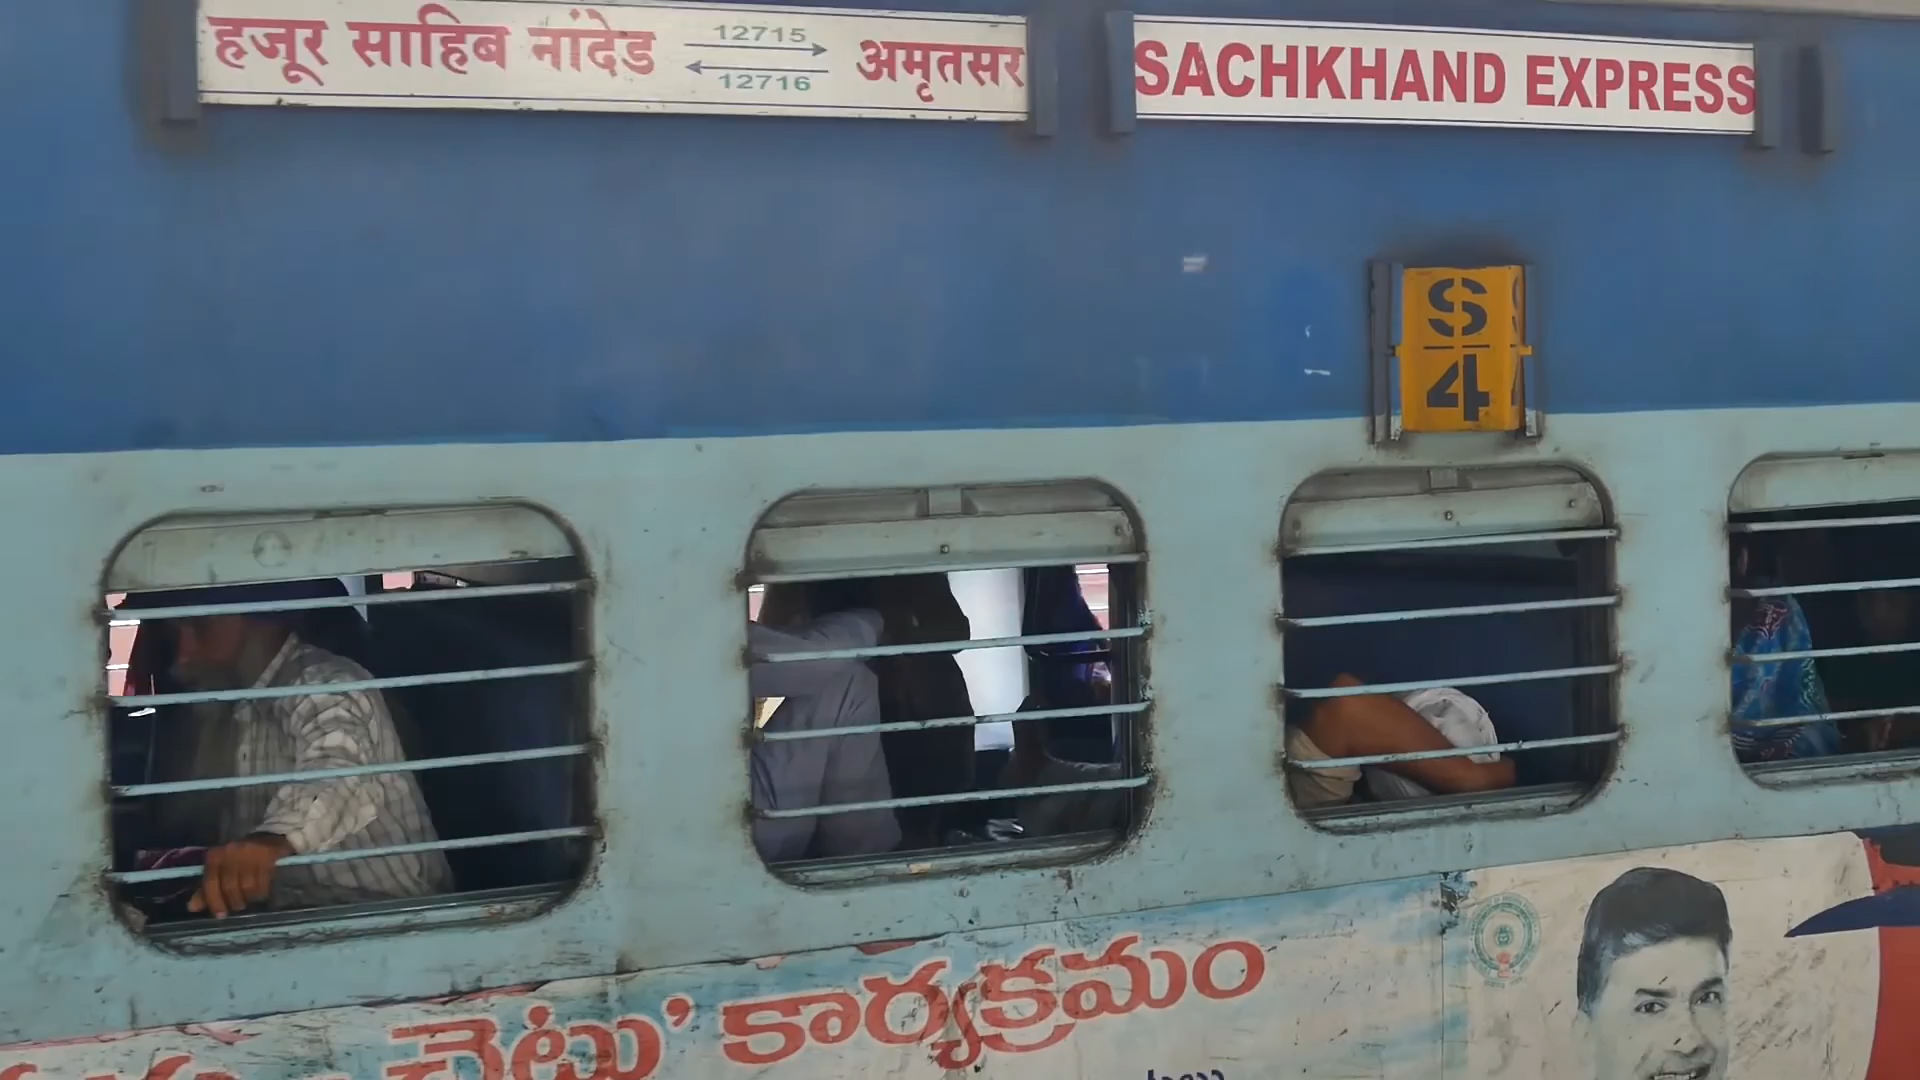 हजूर साहिब नांदेड 12715 अमृतसर
12716
SACHKHAND EXPRESS
S
4
చెట్టు’ కార్యక్రమం